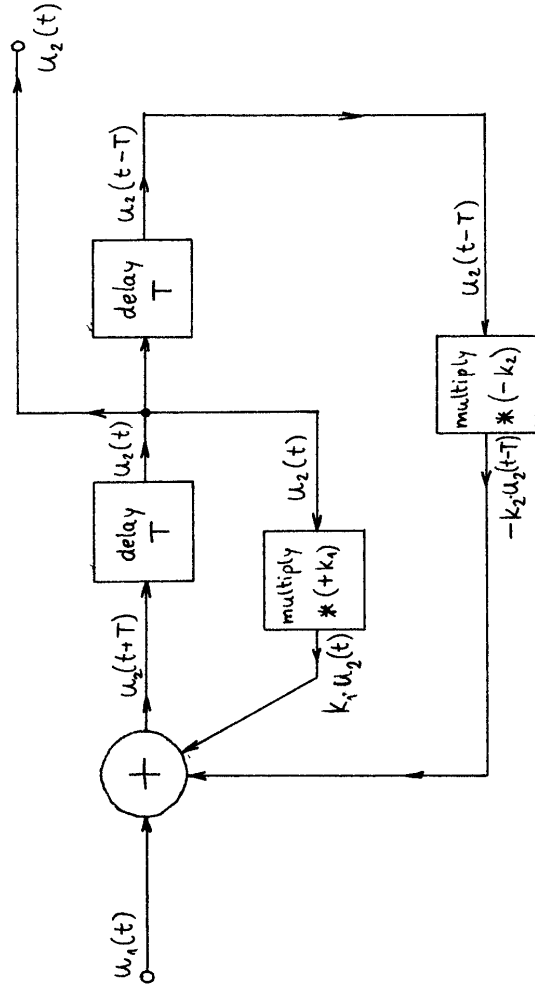 u₁(t)
+
u₂(t+T)
delay
T
u₂(t)
delay
T
u₂(t-T)
u₂(t)
u₂(t)
multiply
* (+k₁)
k₁·u₂(t)
u₂(t-T)
multiply
* (-k₂)
-k₂·u₂(t-T)